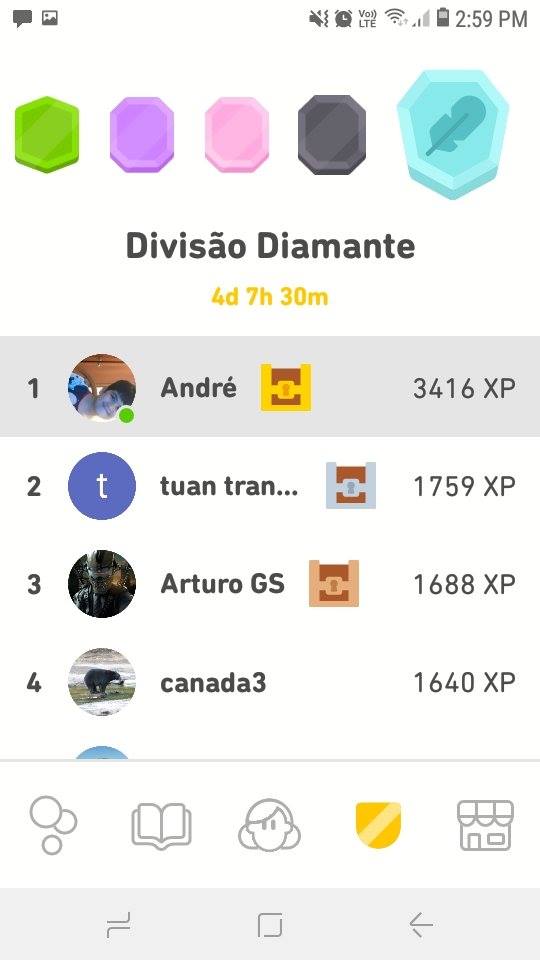 Vo))
LTE
2:59 PM
Divisão Diamante
4d 7h 30m
1 André 3416 XP
2 t tuan tran... 1759 XP
3 Arturo GS 1688 XP
4 canada3 1640 XP